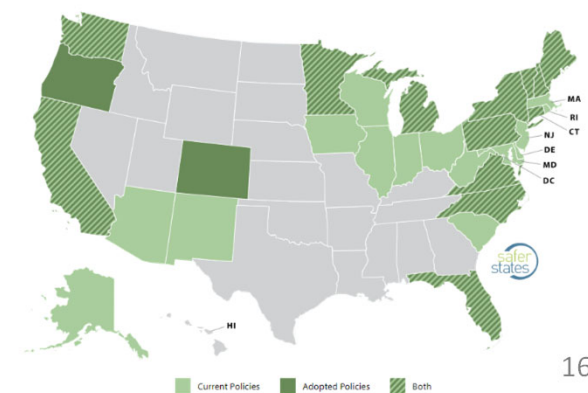 MA
RI
CT
NJ
DE
MD
DC
safer
states
HI
16
Current Policies
Adopted Policies
Both